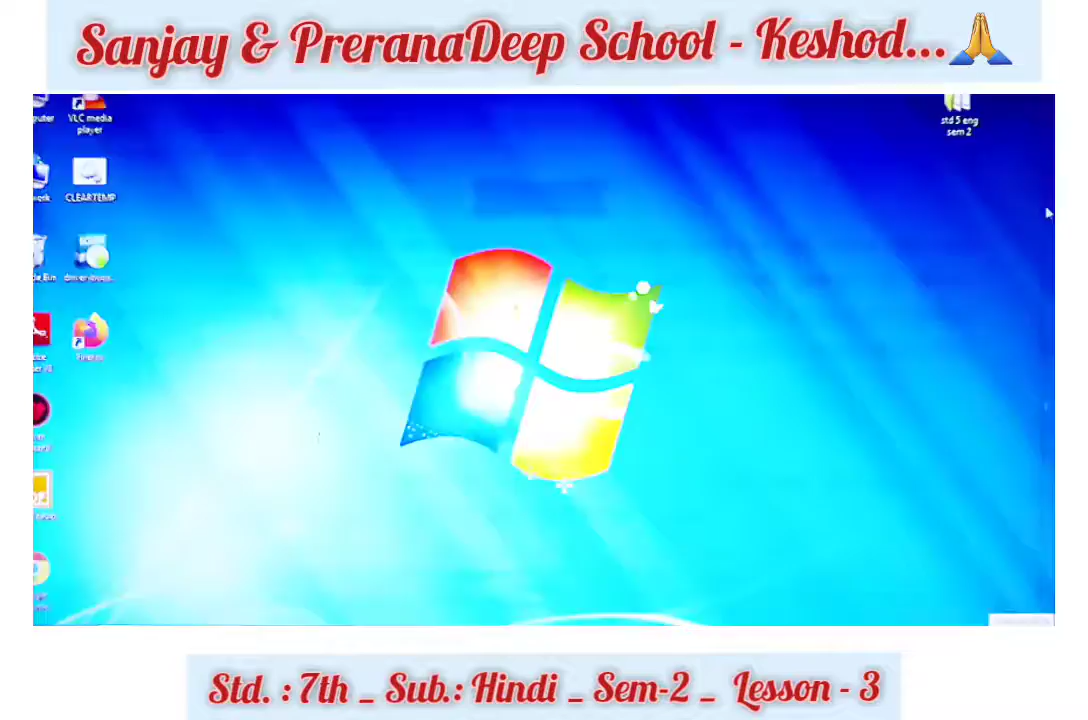 Sanjay & PreranaDeep School - Keshod...🙏
VLC media
player
std 5 eng
sem 2
CLEARTEMP
Firefox
Std. : 7th _ Sub.: Hindi _ Sem-2 _ Lesson - 3